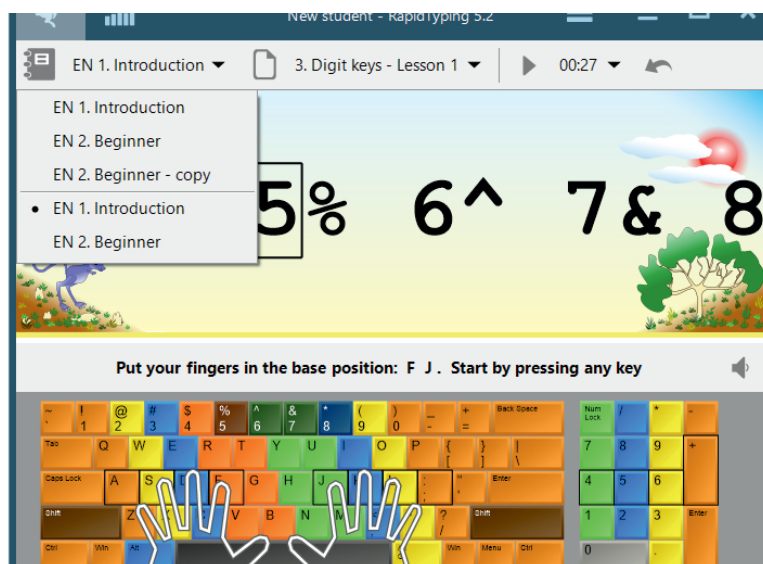 New student - RapidTyping 5.2
EN 1. Introduction
3. Digit keys - Lesson 1
00:27
EN 1. Introduction
EN 2. Beginner
EN 2. Beginner - copy
• EN 1. Introduction
EN 2. Beginner
5% 6^ 7& 8
Put your fingers in the base position: F J . Start by pressing any key
~ ! @ # $ % ^ & * ( ) _ + Back Space Num Lock / * -
` 1 2 3 4 5 6 7 8 9 0 - =
Tab Q W E R T Y U I O P { } | 7 8 9 +
[ ] \
Caps Lock A S D F G H J : " Enter 4 5 6
; '
Shift Z V B N M ? Shift 1 2 3 Enter
/
Ctrl Win Alt Win Menu Ctrl 0 .